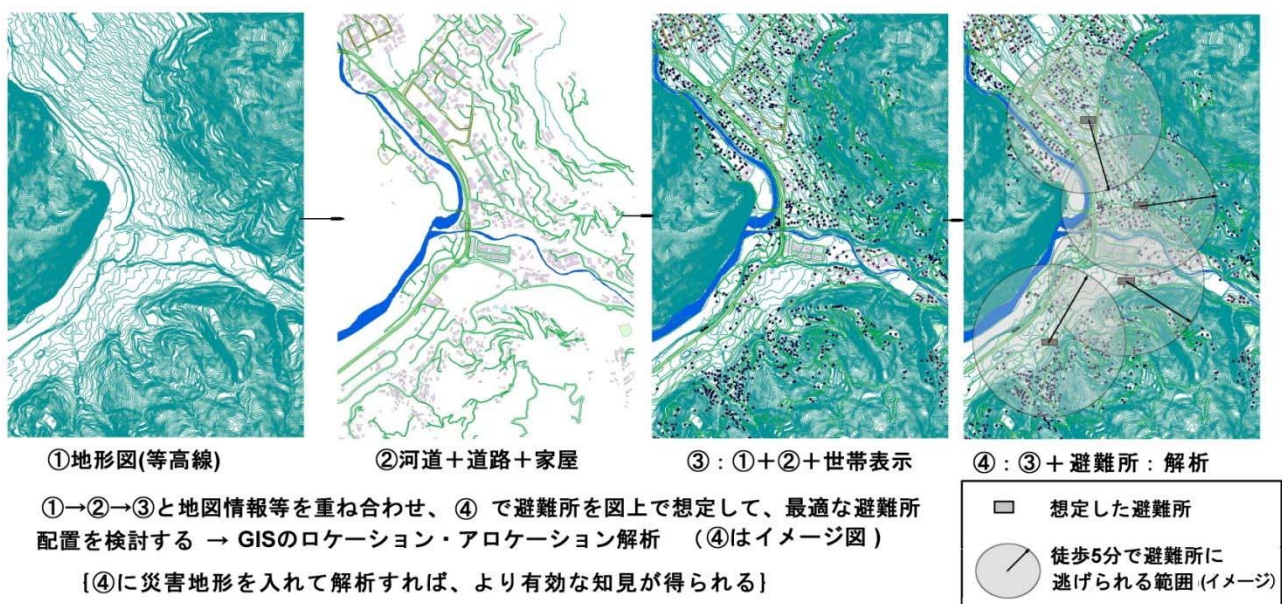 ①地形図(等高線)
②河道＋道路＋家屋
③：①＋②＋世帯表示
④：③＋避難所：解析
①→②→③と地図情報等を重ね合わせ、④ で避難所を図上で想定して、最適な避難所
配置を検討する → GISのロケーション・アロケーション解析 （④はイメージ図 )
{④に災害地形を入れて解析すれば、より有効な知見が得られる}
想定した避難所
徒歩5分で避難所に
逃げられる範囲 (イメージ)